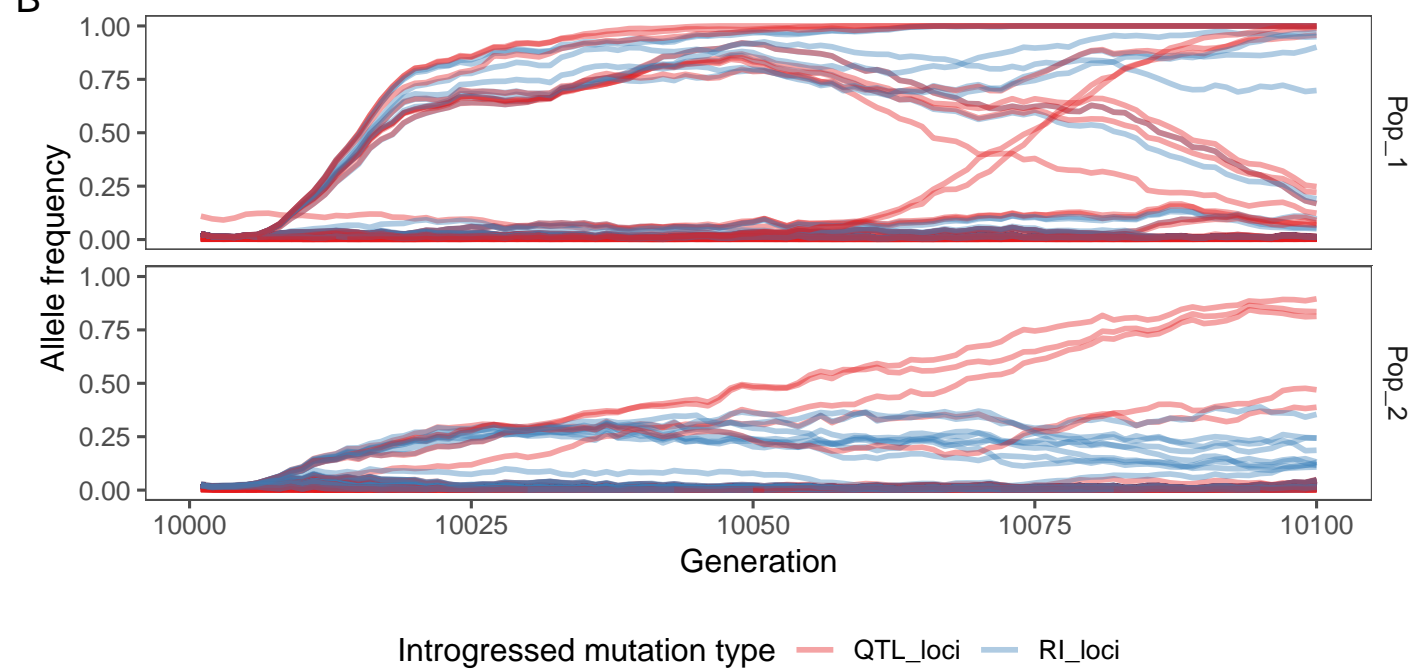 B
1.00
0.75
0.50
0.25
0.00
Pop_1
1.00
0.75
0.50
0.25
0.00
Pop_2
Allele frequency
10000 10025 10050 10075 10100
Generation
Introgressed mutation type QTL_loci RI_loci